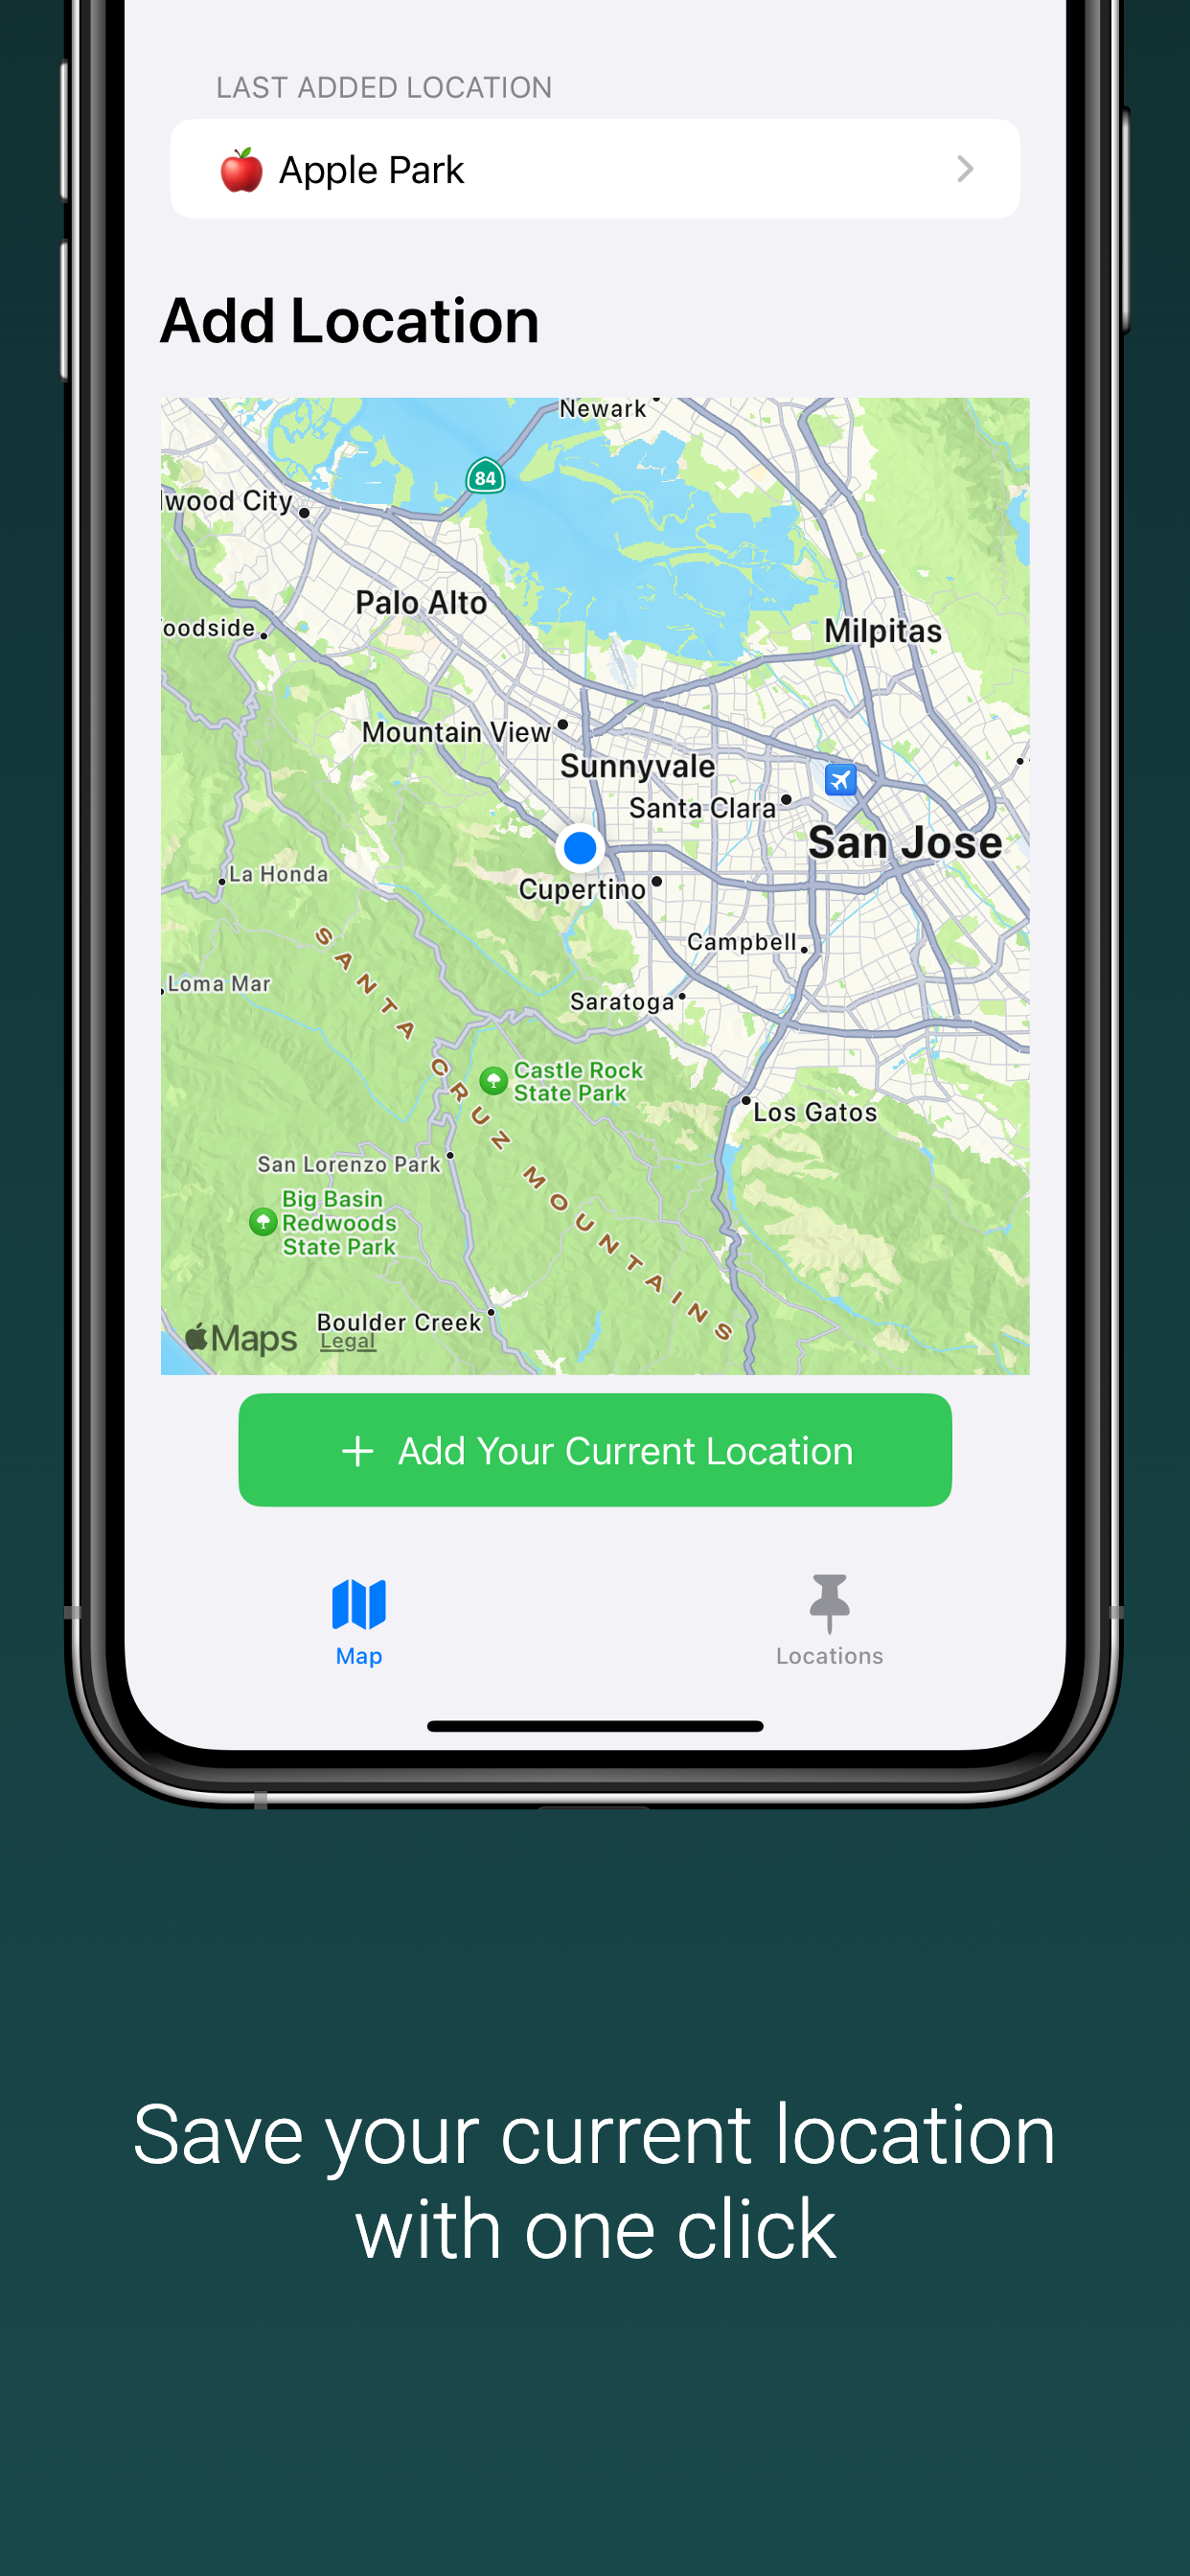 LAST ADDED LOCATION
Apple Park
Add Location
Newark
84
lwood City
Palo Alto
oodside
Milpitas
Mountain View
Sunnyvale
Santa Clara
San Jose
La Honda
Cupertino
Campbell
Loma Mar
Saratoga
SANTA CRUZ MOUNTAINS
Castle Rock
State Park
Los Gatos
San Lorenzo Park
Big Basin
Redwoods
State Park
Boulder Creek
Maps
Legal
+ Add Your Current Location
Map
Locations
Save your current location
with one click